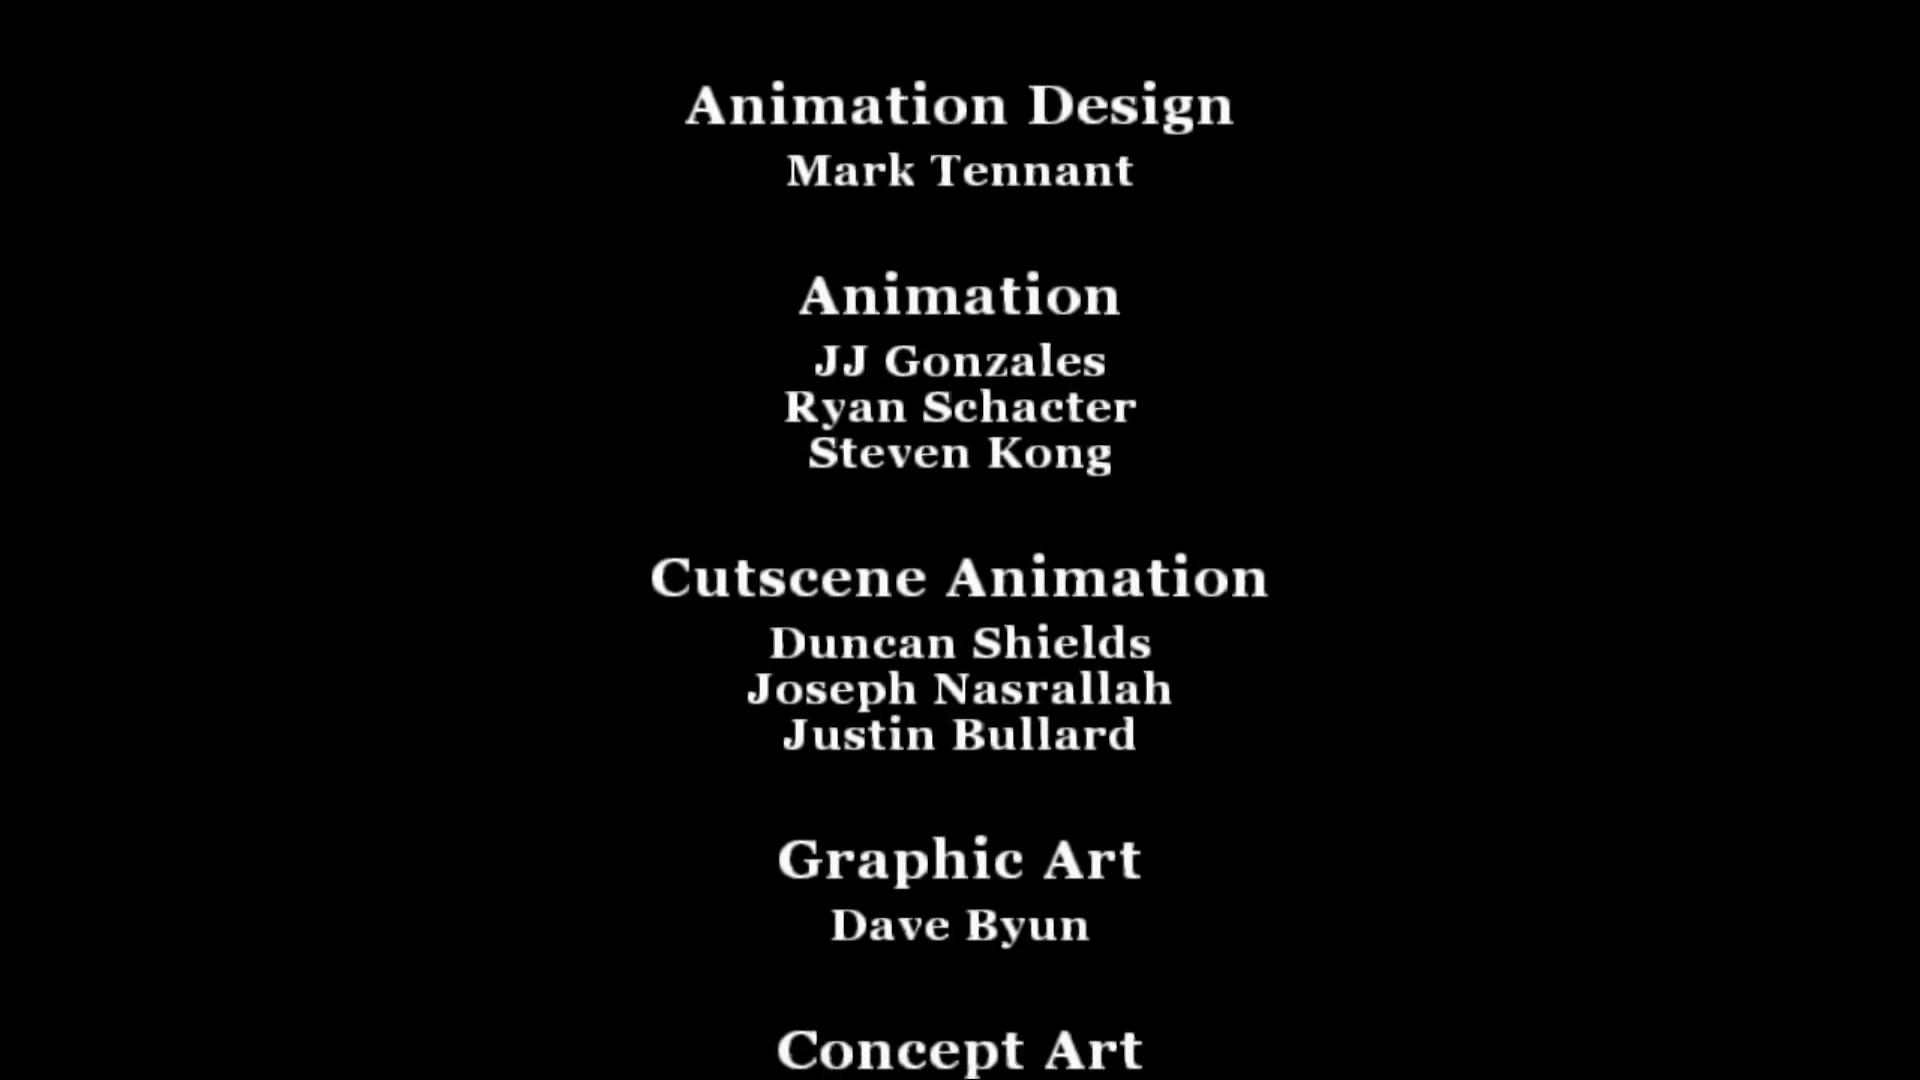 Animation Design
Mark Tennant
Animation
JJ Gonzales
Ryan Schacter
Steven Kong
Cutscene Animation
Duncan Shields
Joseph Nasrallah
Justin Bullard
Graphic Art
Dave Byun
Concept Art